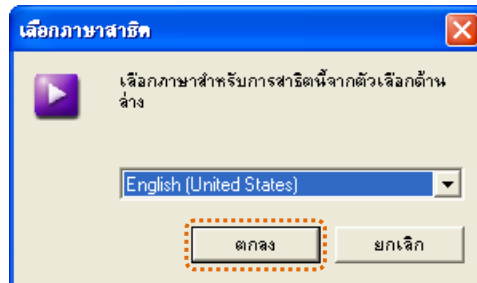 เลือกภาษาสาธิต
เลือกภาษาสำหรับการสาธิตนี้จากตัวเลือกด้าน
ล่าง
English (United States)
ตกลง
ยกเลิก